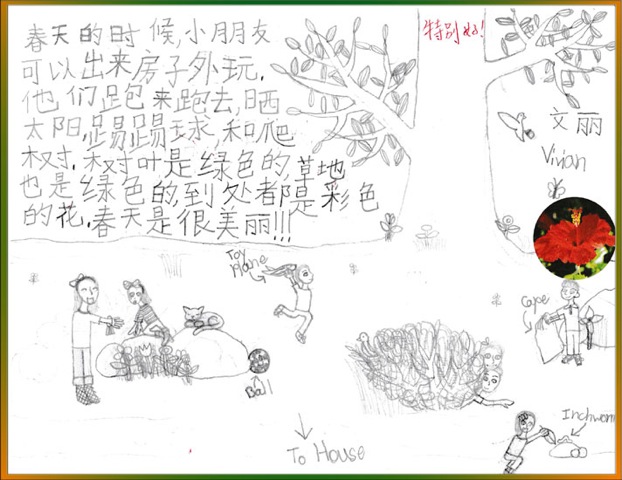 春天的时候,小朋友
可以出来房子外玩.
他们跑来跑去,晒
太阳,踢踢球,和爬
树.树叶是绿色的,草地
也是绿色的,到处都是彩色
的花.春天是很美丽!!!
特别好!
文丽
Vivian
Toy
Plane
Cape
Ball
Inchworm
To House